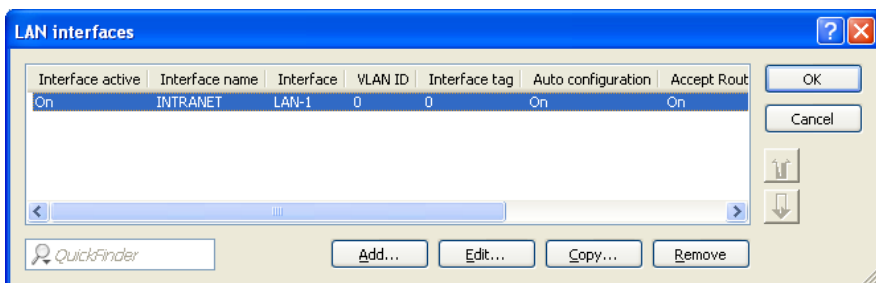 LAN interfaces
Interface active Interface name Interface VLAN ID Interface tag Auto configuration Accept Rout
On INTRANET LAN-1 0 0 On On
OK
Cancel
QuickFinder
Add... Edit... Copy... Remove